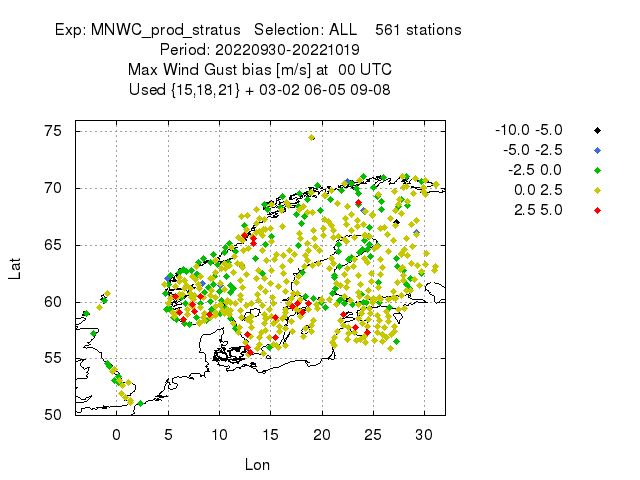 Exp: MNWC_prod_stratus   Selection: ALL    561 stations
Period: 20220930-20221019
Max Wind Gust bias [m/s] at  00 UTC
Used {15,18,21} + 03-02 06-05 09-08
-10.0 -5.0
-5.0 -2.5
-2.5 0.0
0.0 2.5
2.5 5.0
75
70
65
60
55
50
Lat
0 5 10 15 20 25 30
Lon